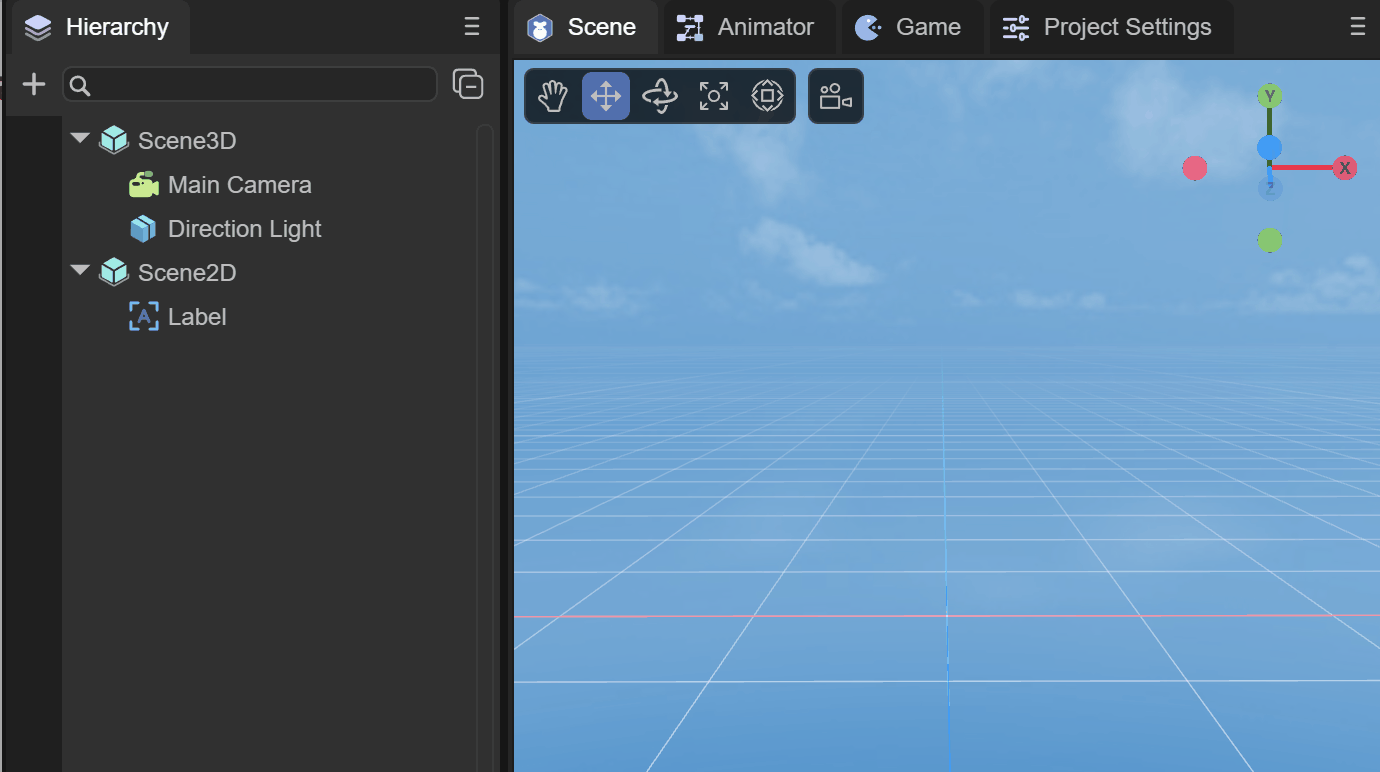 Hierarchy
Scene3D
Main Camera
Direction Light
Scene2D
A Label
Scene Animator Game Project Settings
Y
X
Z